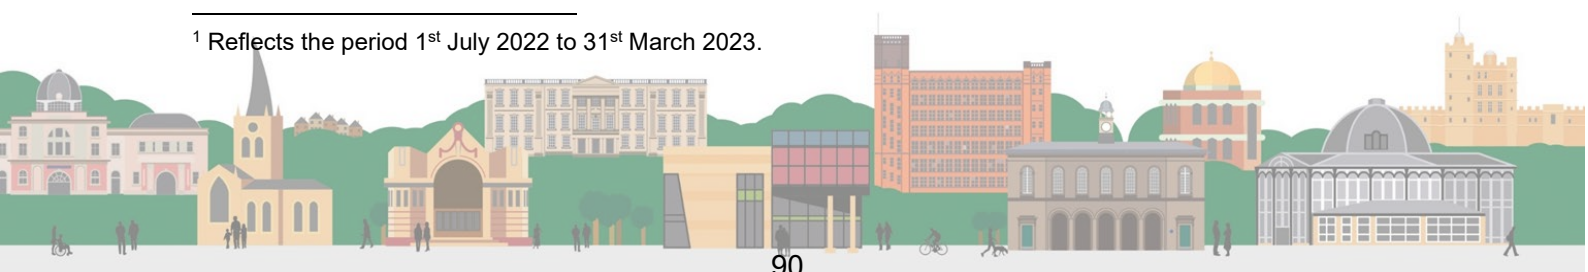 ¹ Reflects the period 1ˢᵗ July 2022 to 31ˢᵗ March 2023.
90